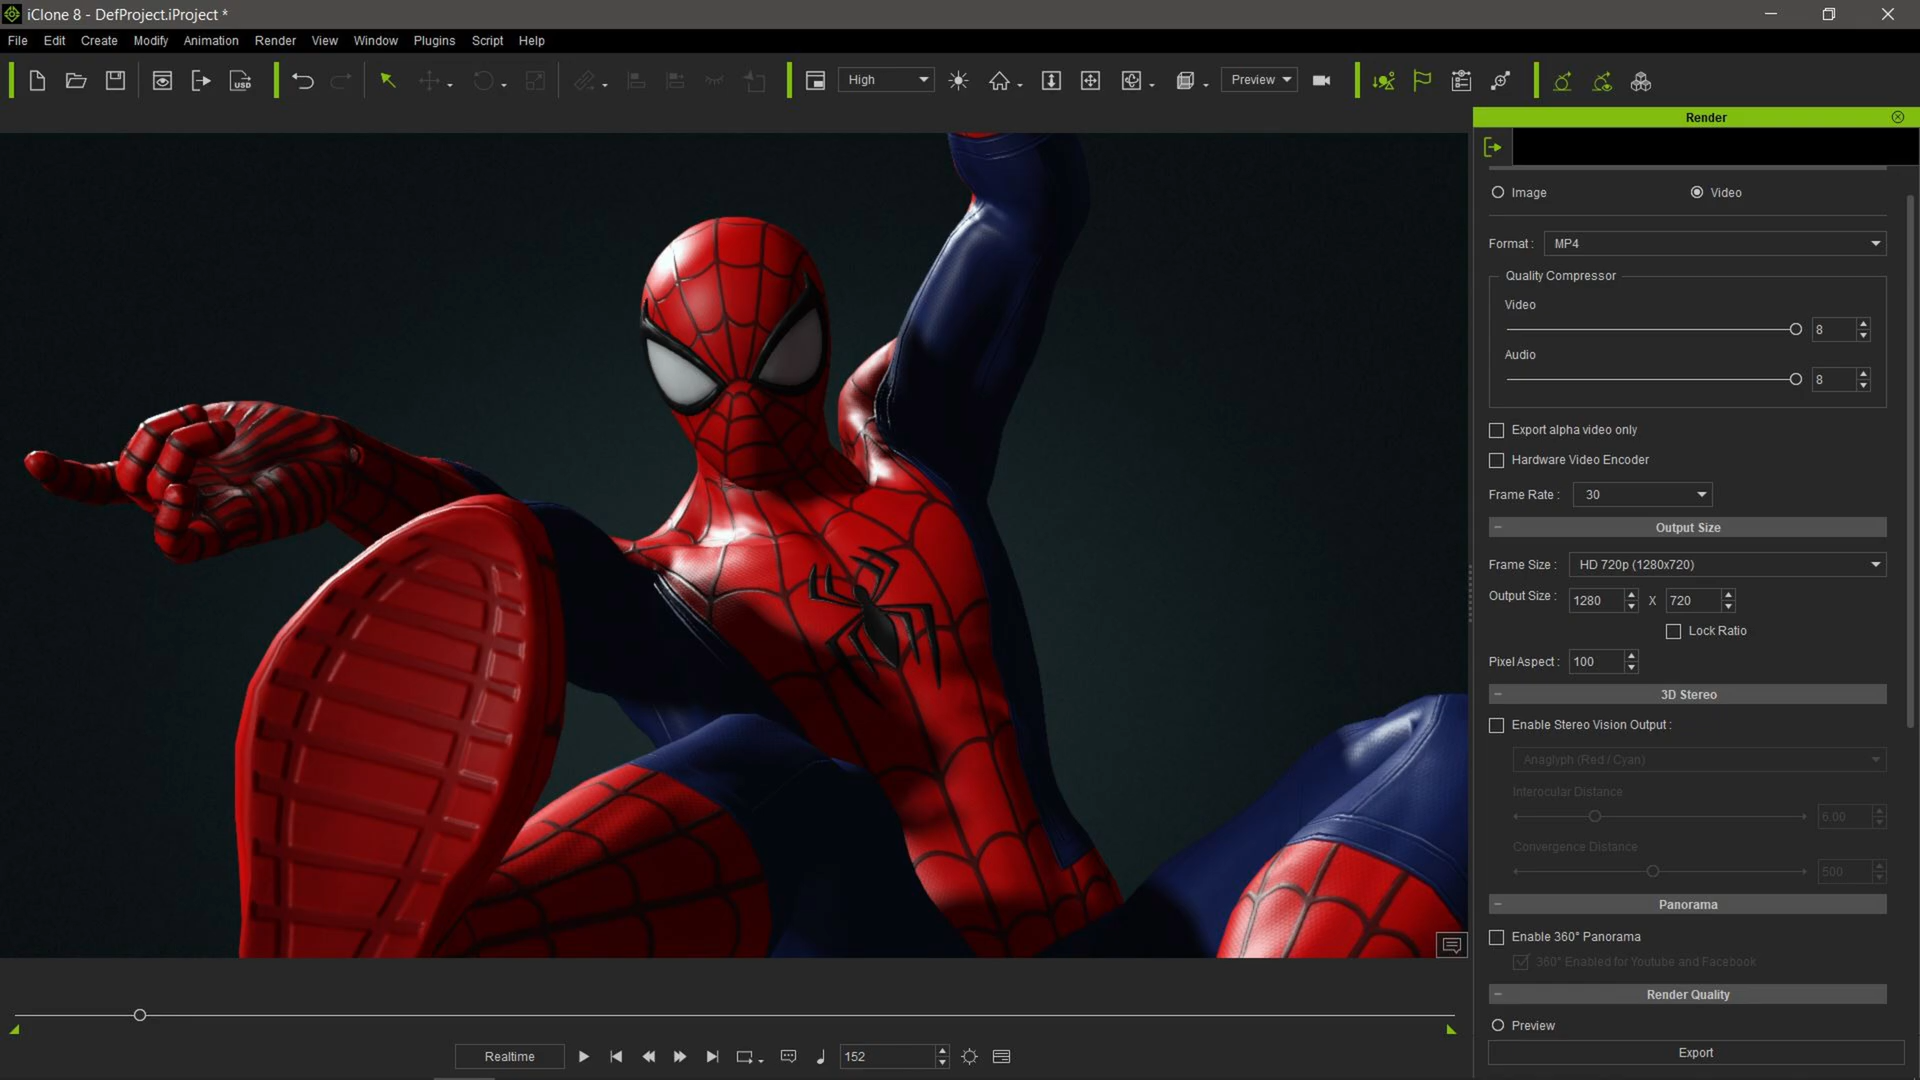 iClone 8 - DefProject.iProject *
File Edit Create Modify Animation Render View Window Plugins Script Help
USD High Preview
Render
Image Video
Format : MP4
Quality Compressor
Video
8
Audio
8
Export alpha video only
Hardware Video Encoder
Frame Rate : 30
Output Size
Frame Size : HD 720p (1280x720)
Output Size : 1280 X 720
Lock Ratio
Pixel Aspect : 100
3D Stereo
Enable Stereo Vision Output :
Anaglyph (Red / Cyan)
Interocular Distance
6.00
Convergence Distance
500
Panorama
Enable 360° Panorama
360° Enabled for Youtube and Facebook
Render Quality
Preview
Export
Realtime 152